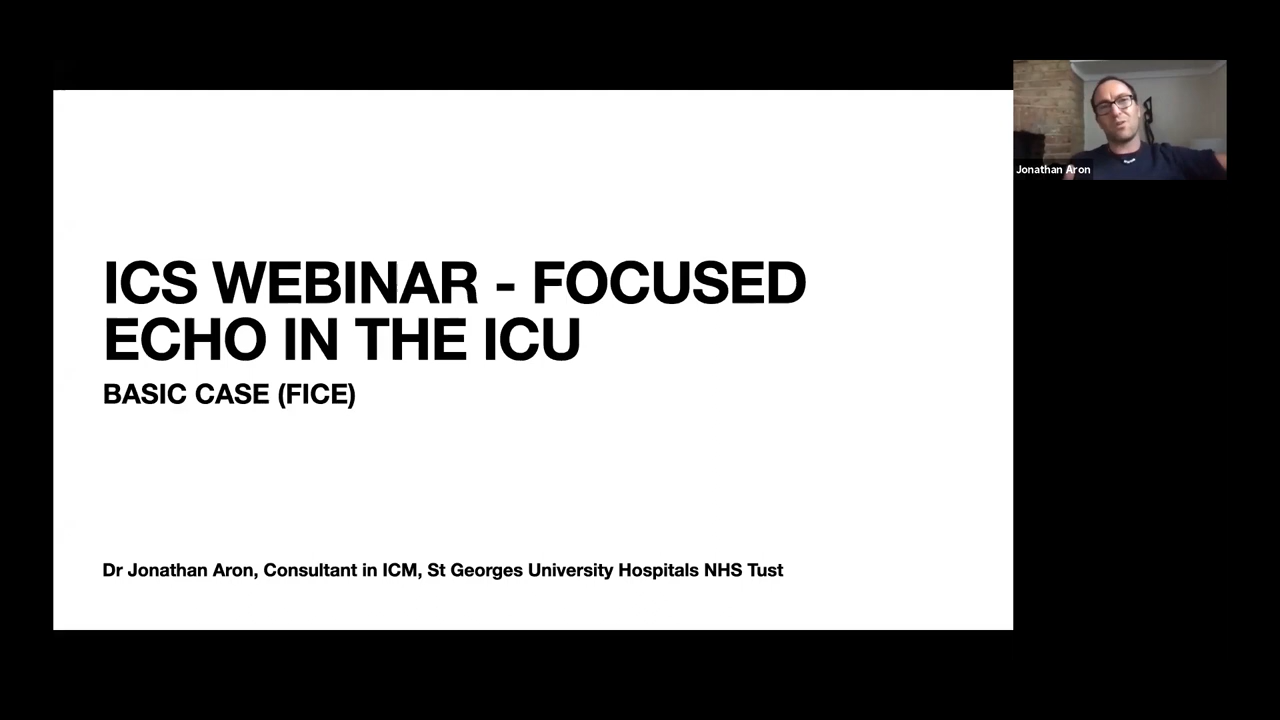 ICS WEBINAR - FOCUSED
ECHO IN THE ICU
BASIC CASE (FICE)
Dr Jonathan Aron, Consultant in ICM, St Georges University Hospitals NHS Tust
Jonathan Aron